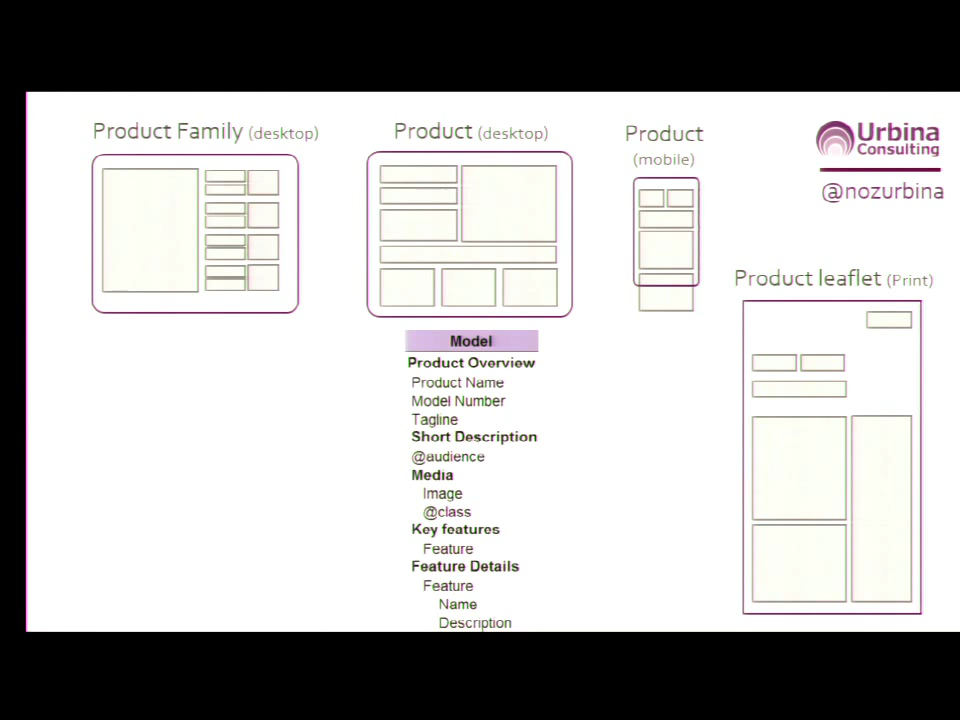 Product Family (desktop)
Product (desktop)
Product
(mobile)
Urbina
Consulting
@nozurbina
Product leaflet (Print)
Model
Product Overview
Product Name
Model Number
Tagline
Short Description
@audience
Media
Image
@class
Key features
Feature
Feature Details
Feature
Name
Description